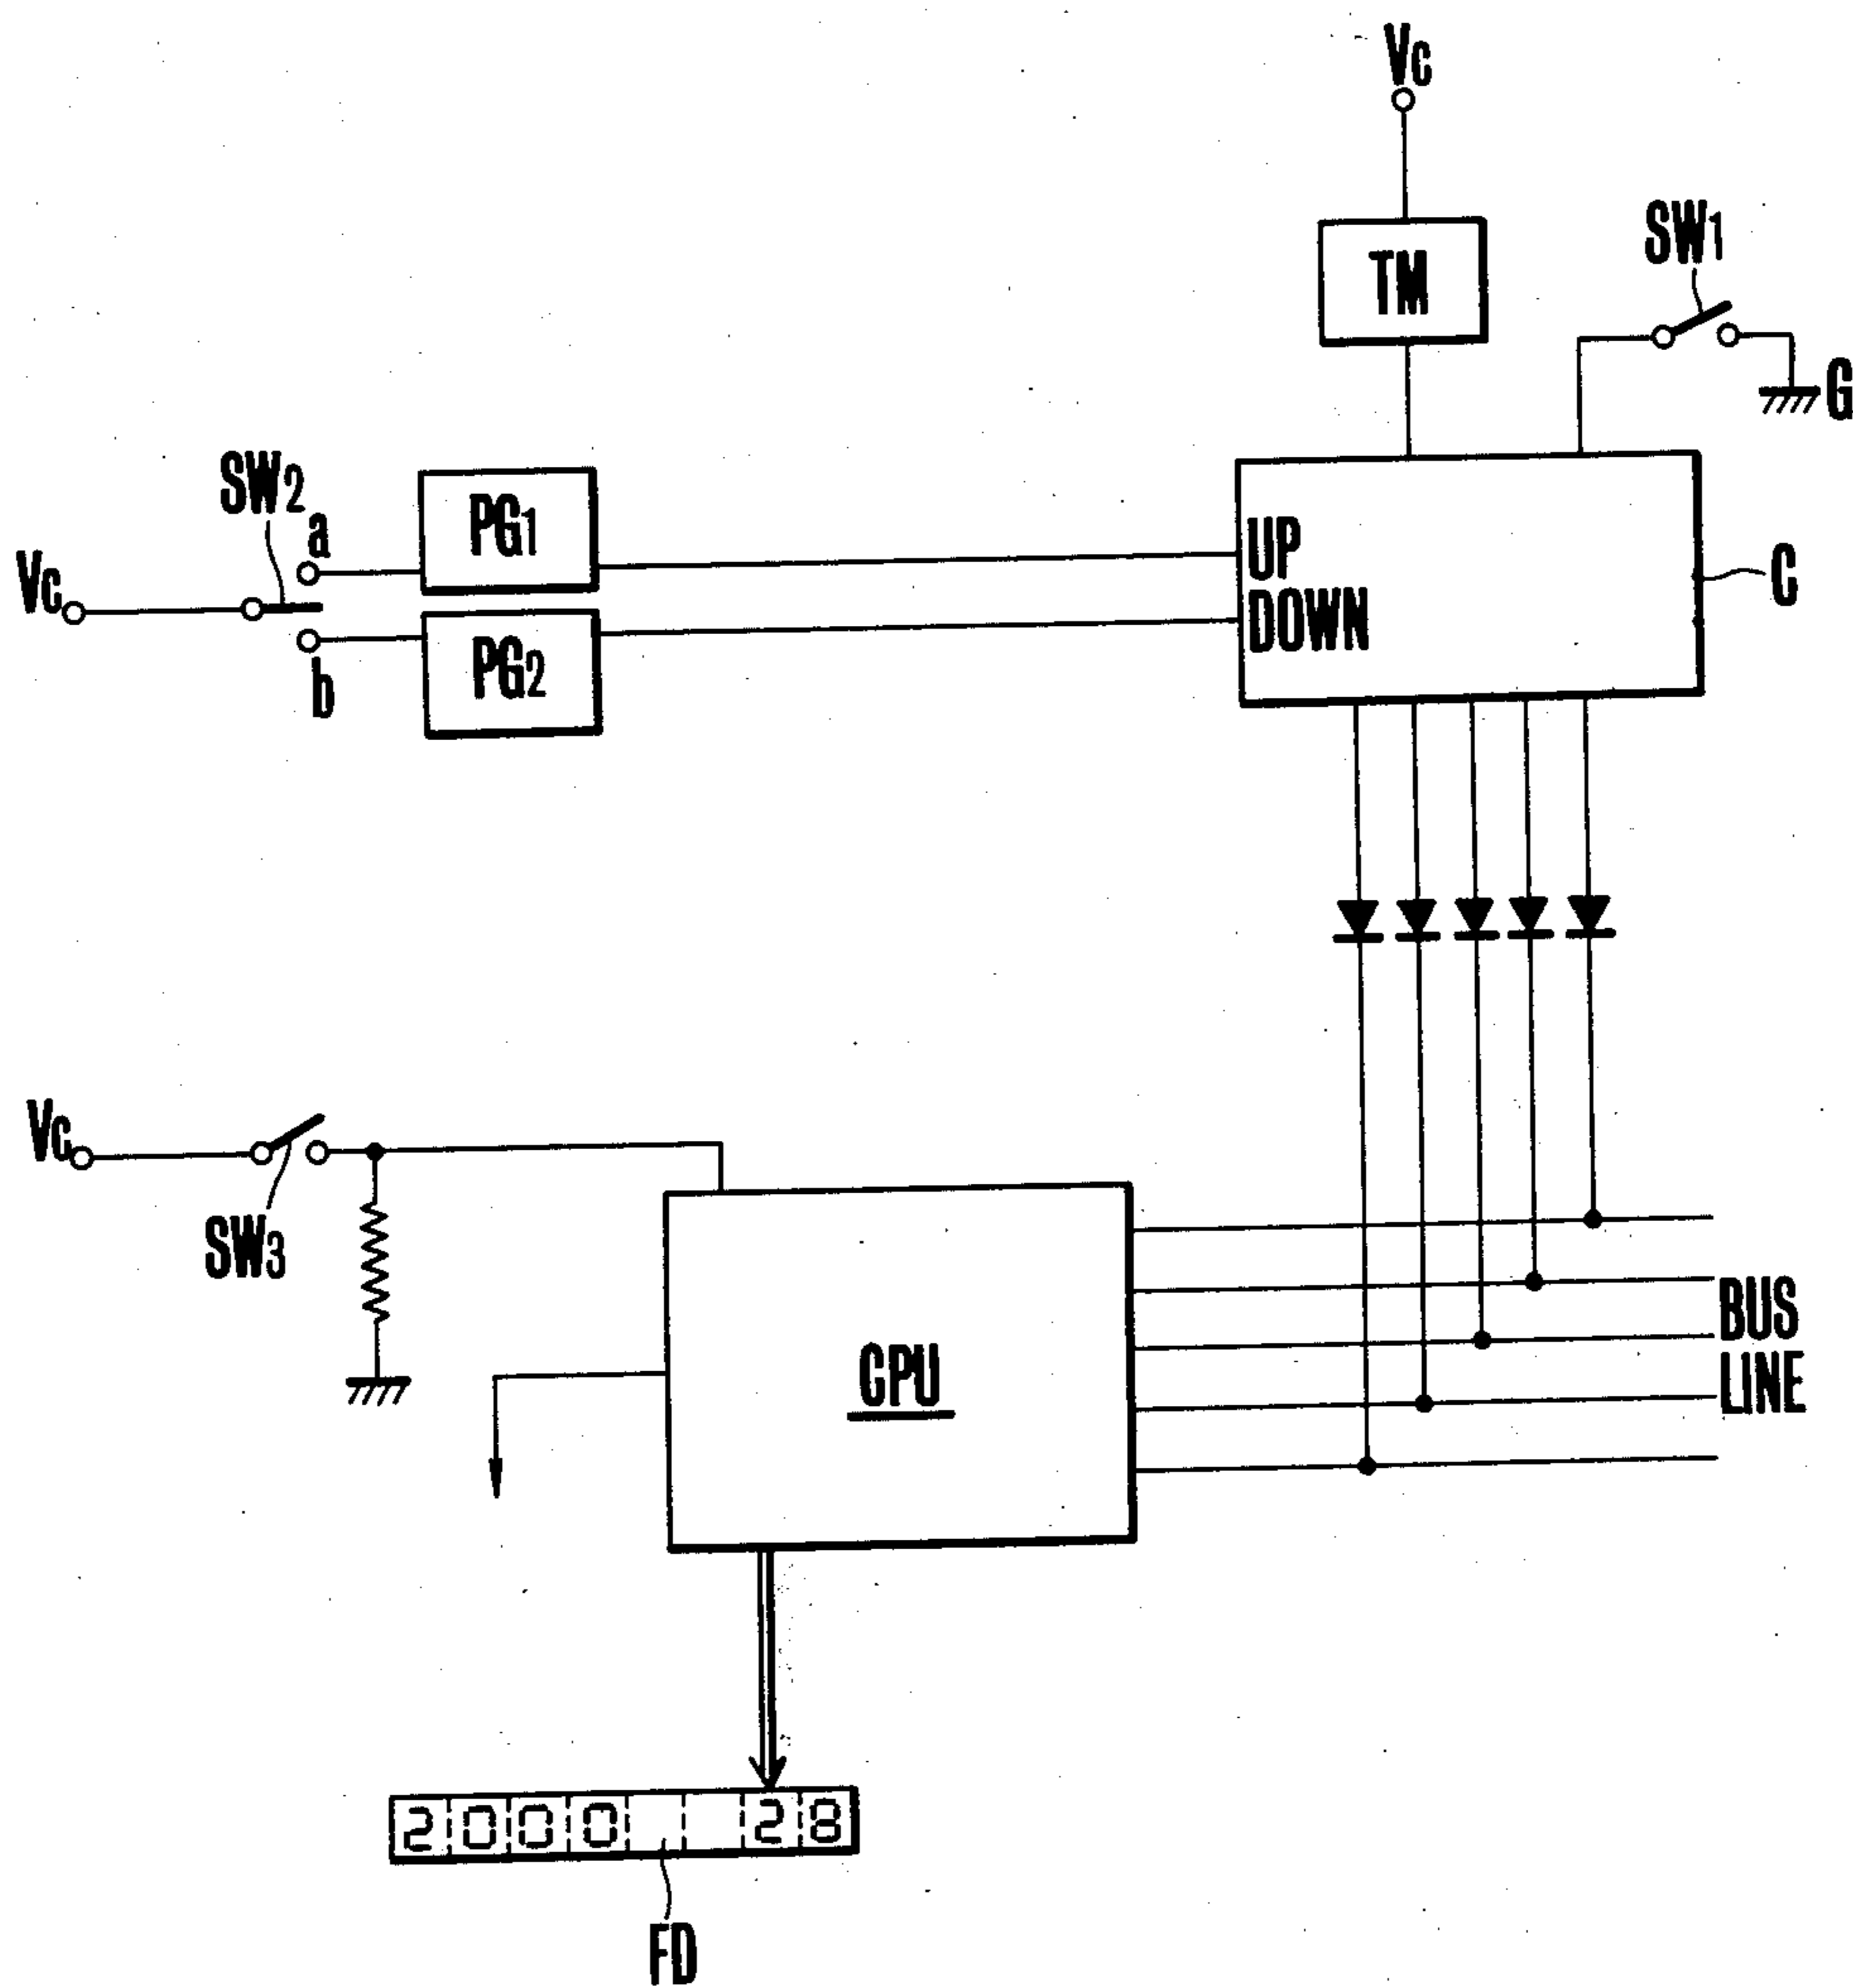 Vc
TM
SW1
G
SW2
a
PG1
Vc
UP
C
DOWN
b
PG2
Vc
SW3
CPU
BUS
LINE
2000 28
FD